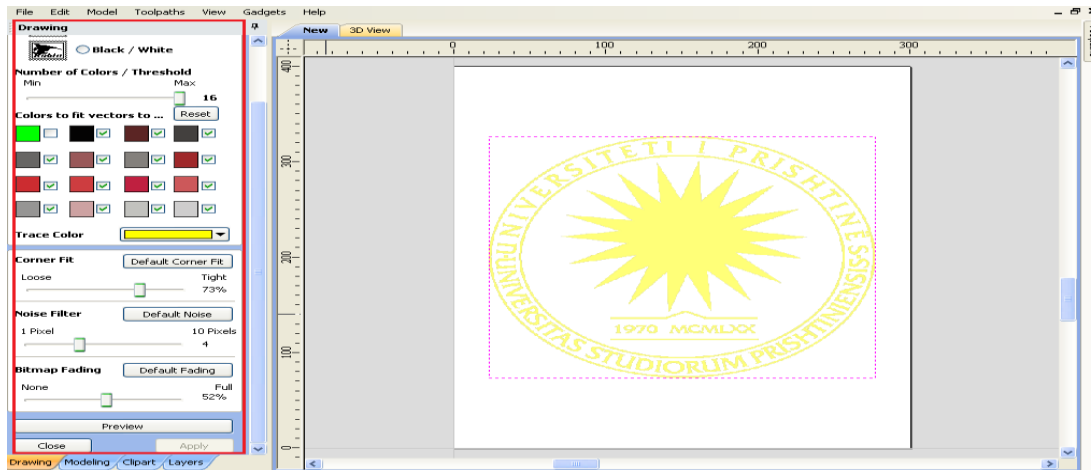 File Edit Model Toolpaths View Gadgets Help
Drawing
New 3D View
Black / White
Number of Colors / Threshold
Min Max
16
Colors to fit vectors to ... Reset
Trace Color
Corner Fit Default Corner Fit
Loose Tight
73%
Noise Filter Default Noise
1 Pixel 10 Pixels
4
Bitmap Fading Default Fading
None Full
52%
Preview
Close Apply
Drawing Modeling Clipart Layers
0 100 200 300
400
300
200
100
0
UNIVERSITETI I PRISHTINËS
UNIVERSITAS STUDIORUM PRISHTINIENSIS
1970 MCMLXX